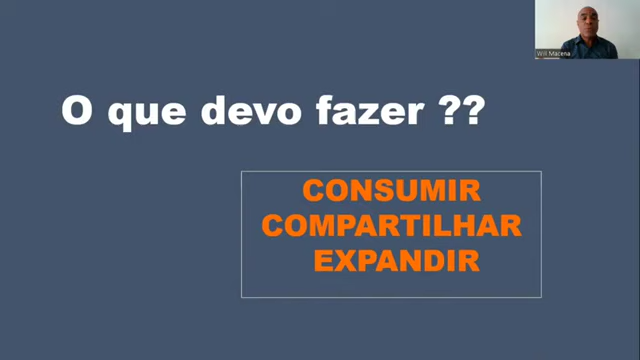 Will Macena
O que devo fazer ??
CONSUMIR
COMPARTILHAR
EXPANDIR